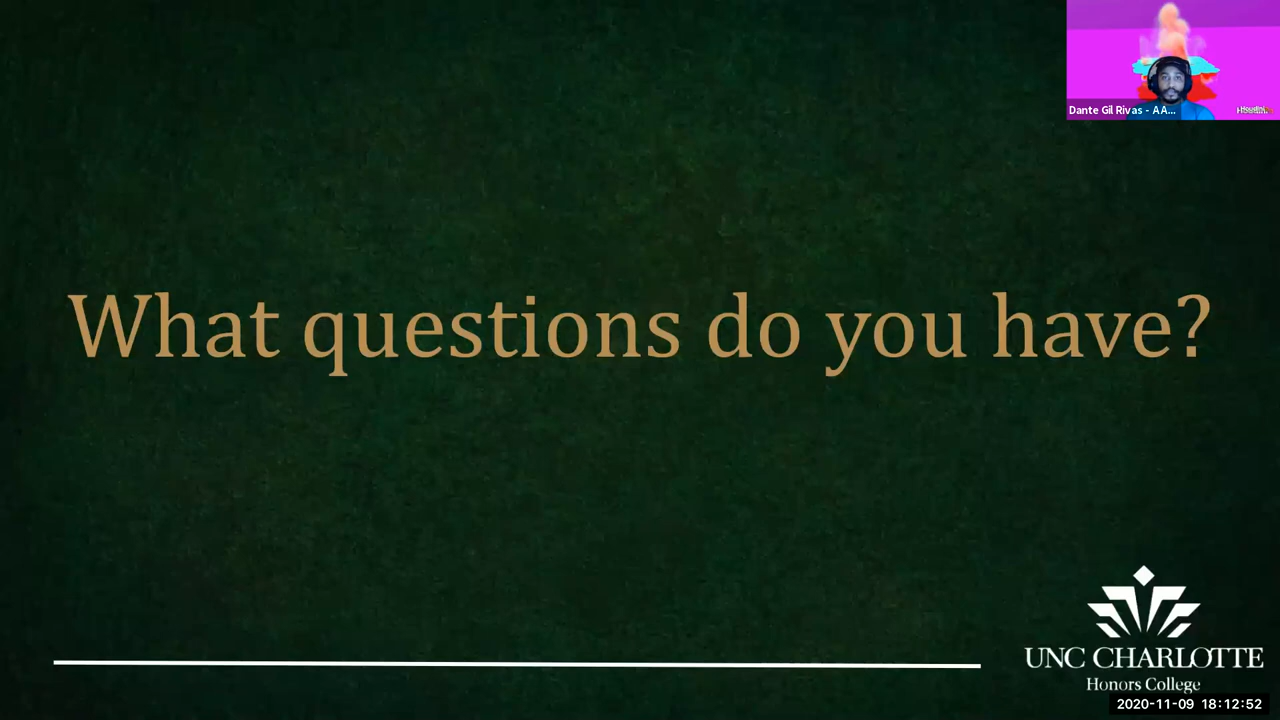 Dante Gil Rivas - AA...
What questions do you have?
UNC CHARLOTTE
Honors College
2020-11-09 18:12:52